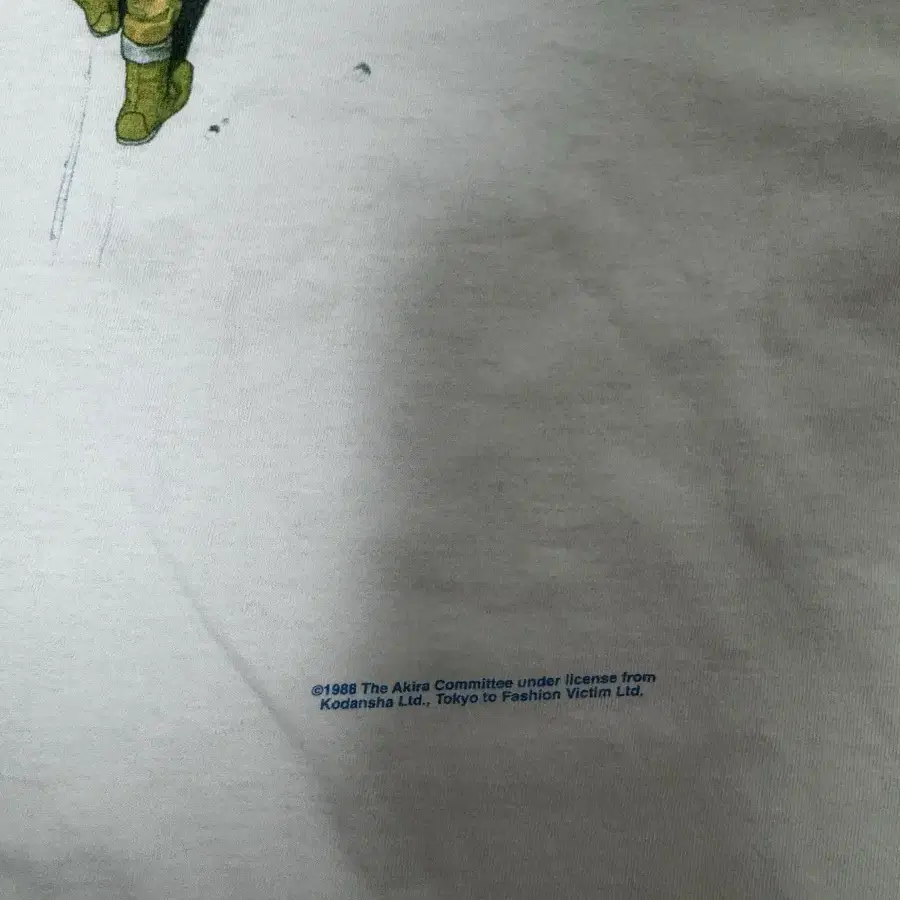 ©1988 The Akira Committee under license from
Kodansha Ltd., Tokyo to Fashion Victim Ltd.